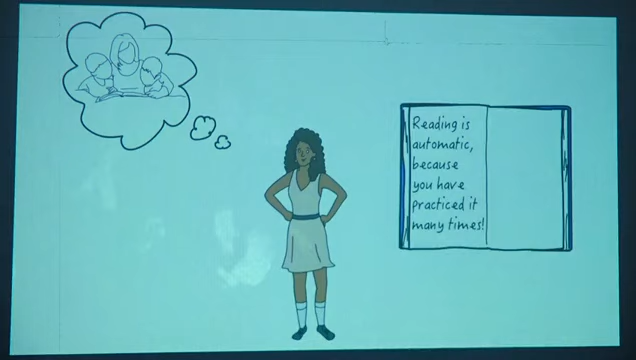 Reading is
automatic,
because
you have
practiced it
many times!